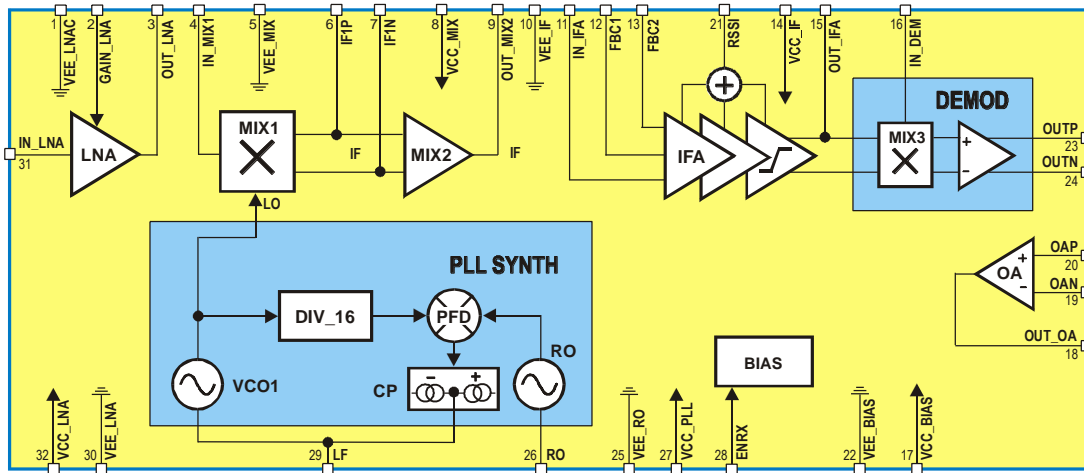 1 VEE_LNAC
2 GAIN_LNA
3 OUT_LNA
4 IN_MIX1
5 VEE_MIX
6 IF1P
7 IF1N
8 VCC_MIX
9 OUT_MIX2
10 VEE_IF
11 IN_IFA
12 FBC1
13 FBC2
21 RSSI
14 VCC_IF
15 OUT_IFA
16 IN_DEM
DEMOD
IN_LNA
31
LNA
MIX1
IF
MIX2
IF
+
IFA
MIX3
+
−
OUTP
23
OUTN
24
LO
PLL SYNTH
DIV_16
PFD
RO
VCO1
CP
−
+
BIAS
OA
+
−
OAP
20
OAN
19
OUT_OA
18
32 VCC_LNA
30 VEE_LNA
29 LF
26 RO
25 VEE_RO
27 VCC_PLL
28 ENRX
22 VEE_BIAS
17 VCC_BIAS